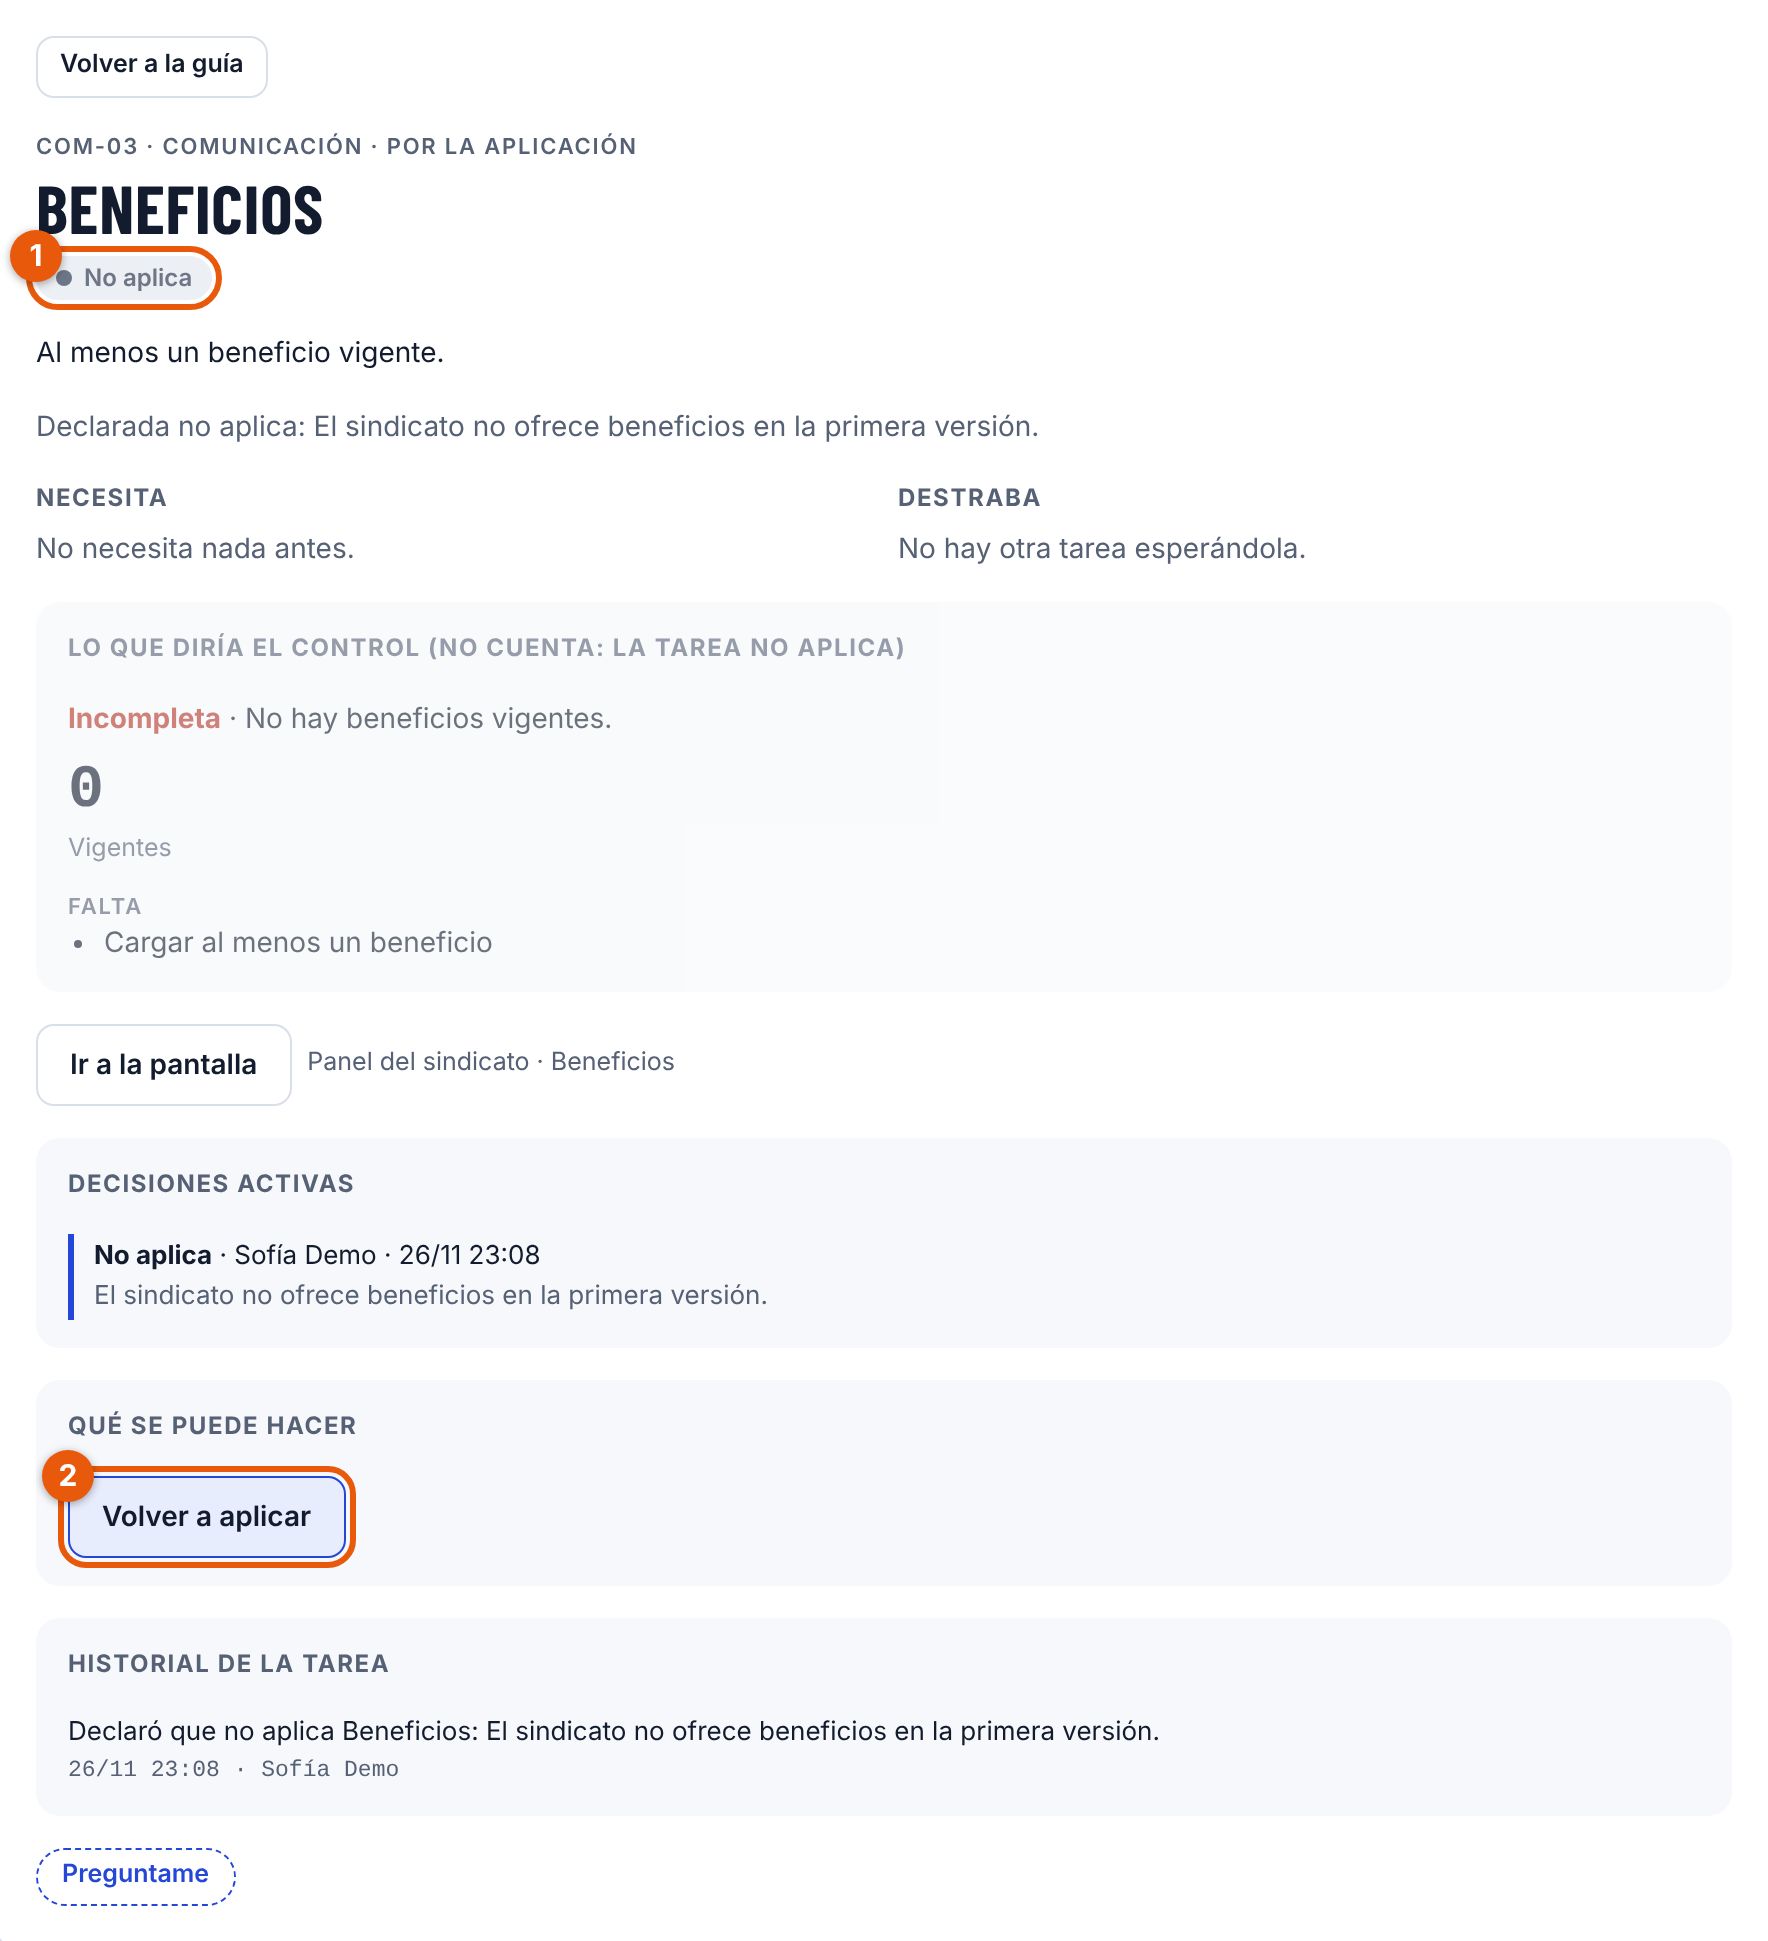 Volver a la guía
COM-03 · COMUNICACIÓN · POR LA APLICACIÓN
BENEFICIOS
1
No aplica
Al menos un beneficio vigente.
Declarada no aplica: El sindicato no ofrece beneficios en la primera versión.
NECESITA
No necesita nada antes.
DESTRABA
No hay otra tarea esperándola.
LO QUE DIRÍA EL CONTROL (NO CUENTA: LA TAREA NO APLICA)
Incompleta · No hay beneficios vigentes.
0
Vigentes
FALTA
• Cargar al menos un beneficio
Ir a la pantalla
Panel del sindicato · Beneficios
DECISIONES ACTIVAS
No aplica · Sofía Demo · 26/11 23:08
El sindicato no ofrece beneficios en la primera versión.
QUÉ SE PUEDE HACER
2
Volver a aplicar
HISTORIAL DE LA TAREA
Declaró que no aplica Beneficios: El sindicato no ofrece beneficios en la primera versión.
26/11 23:08 · Sofía Demo
Preguntame